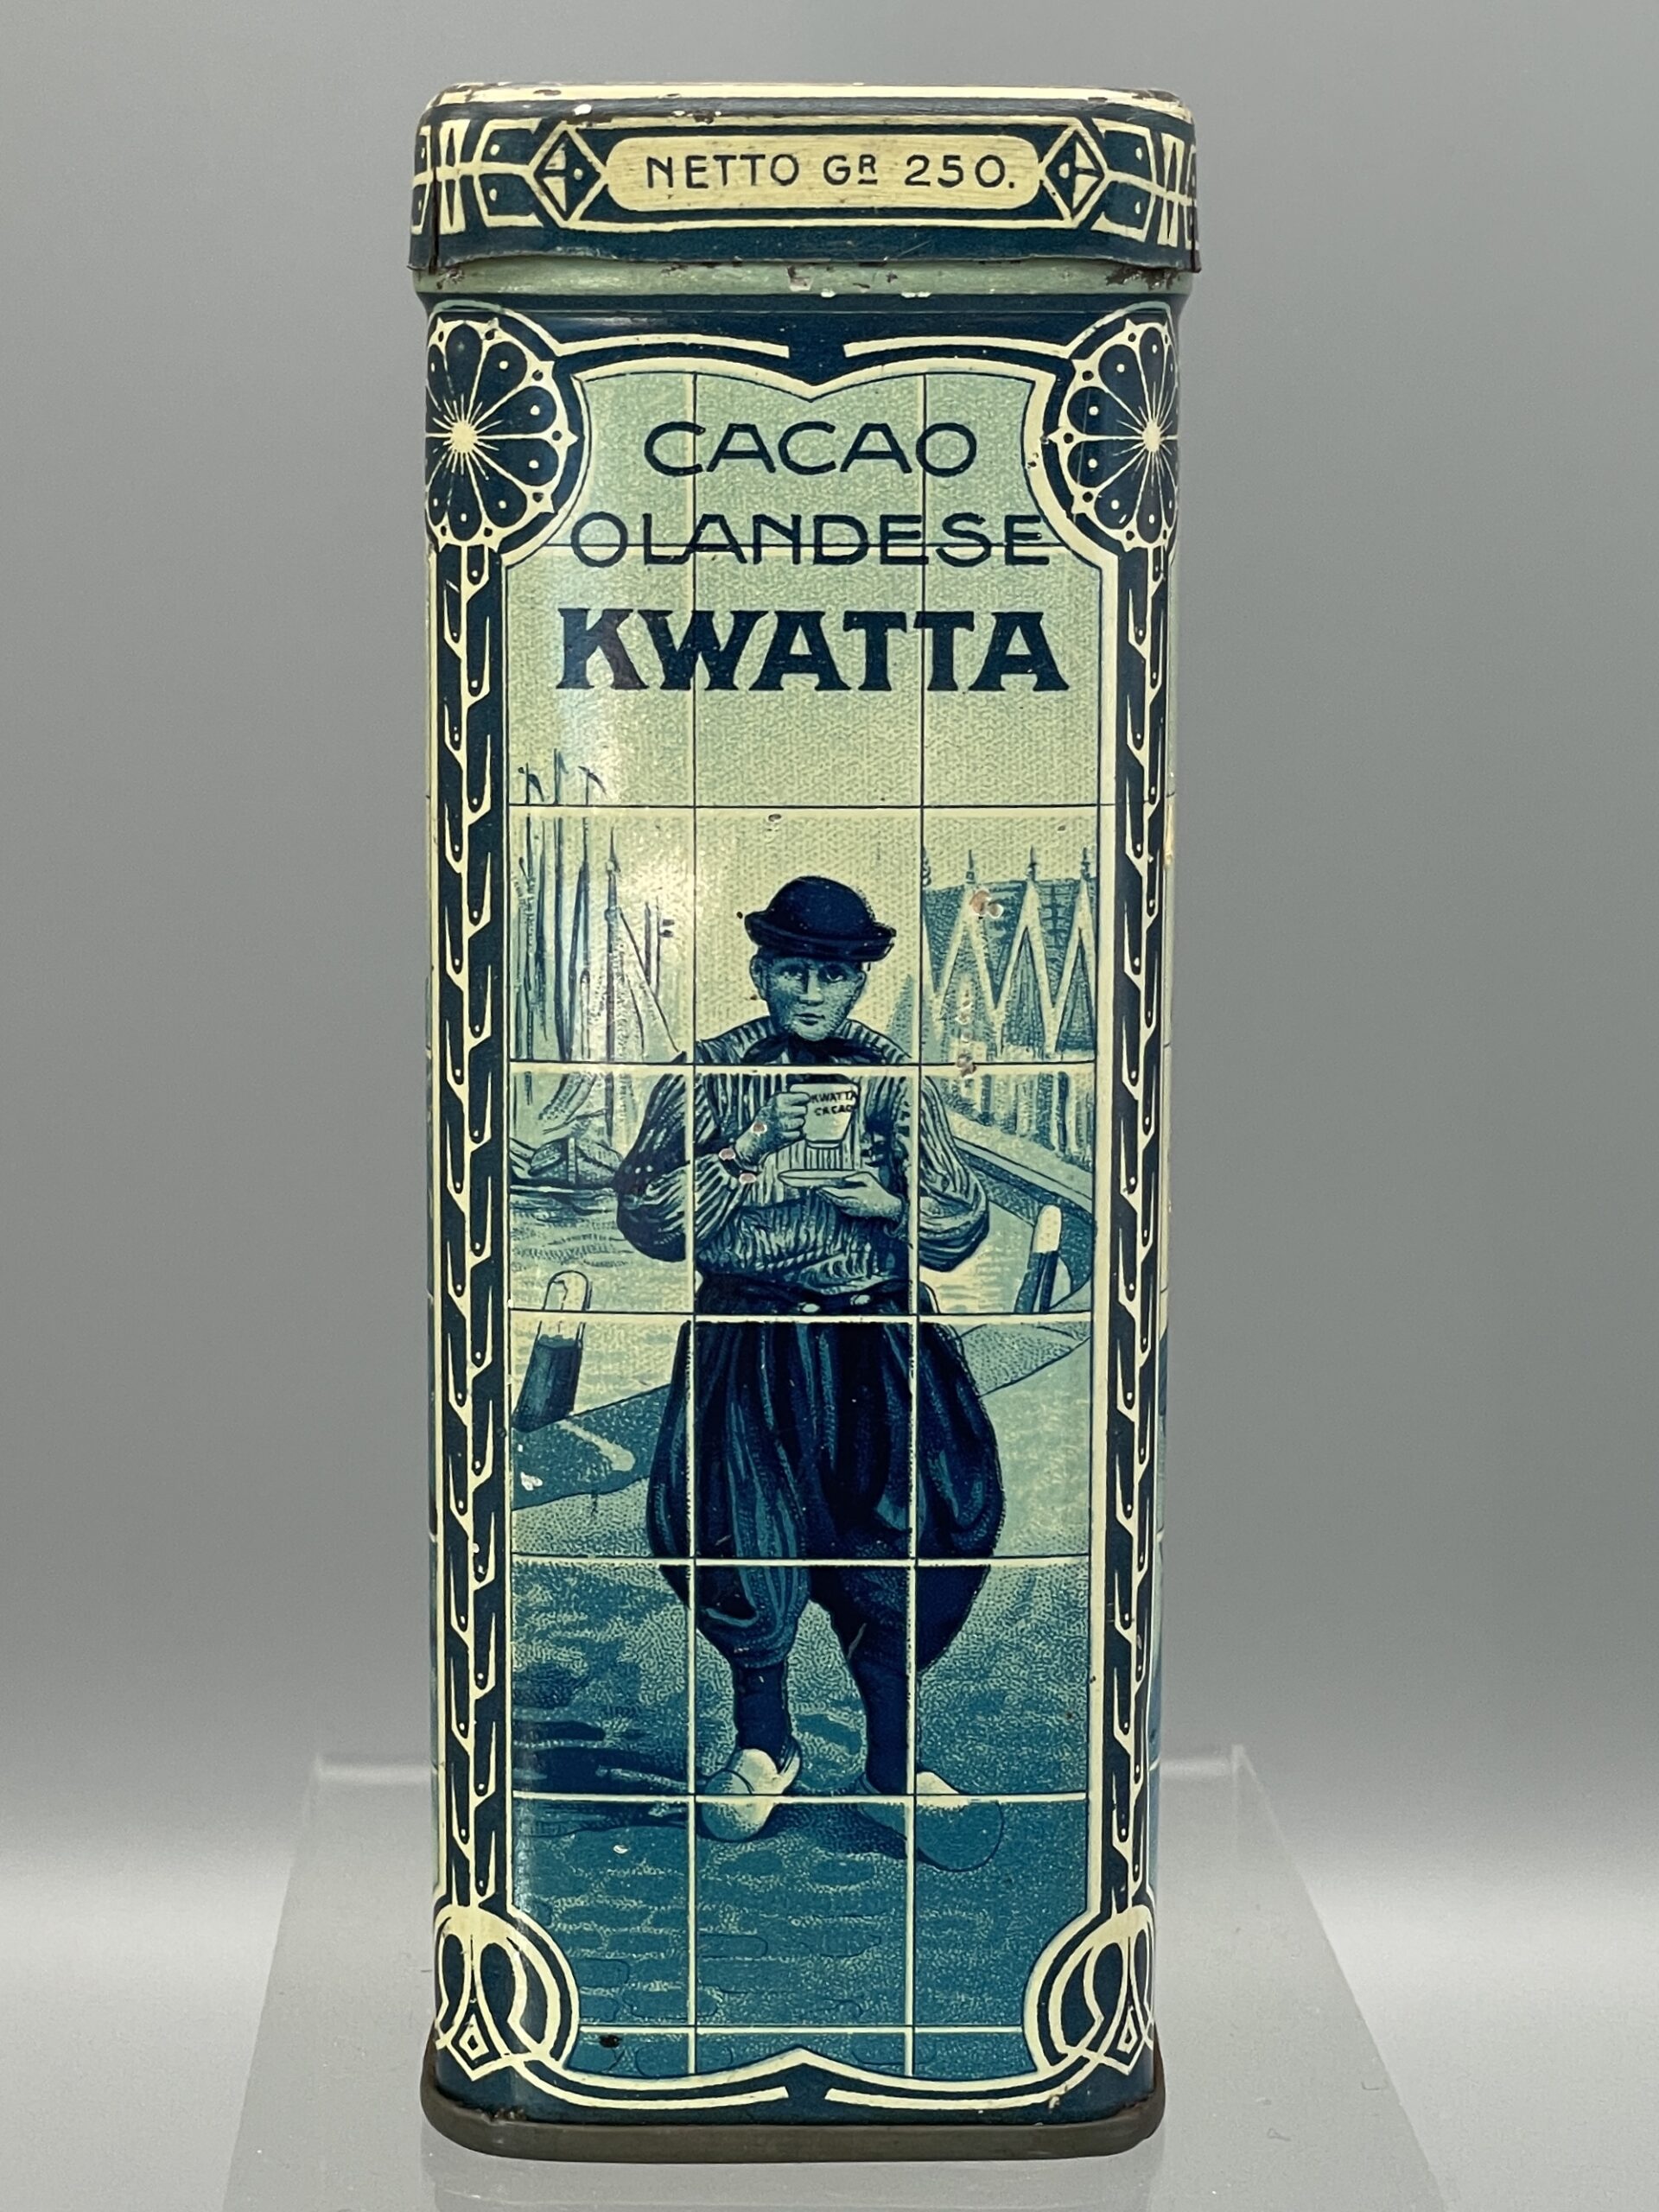 NETTO GR 250.
CACAO
OLANDESE
KWATTA
KWATTA
CACAO